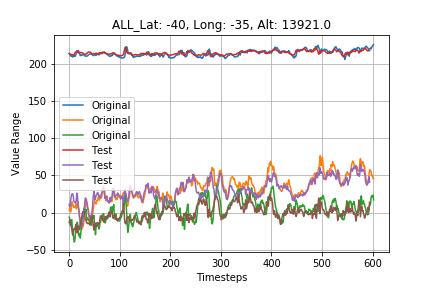 ALL_Lat: -40, Long: -35, Alt: 13921.0
Value Range
200
150
100
50
0
−50
Original
Original
Original
Test
Test
Test
0
100
200
300
400
500
600
Timesteps